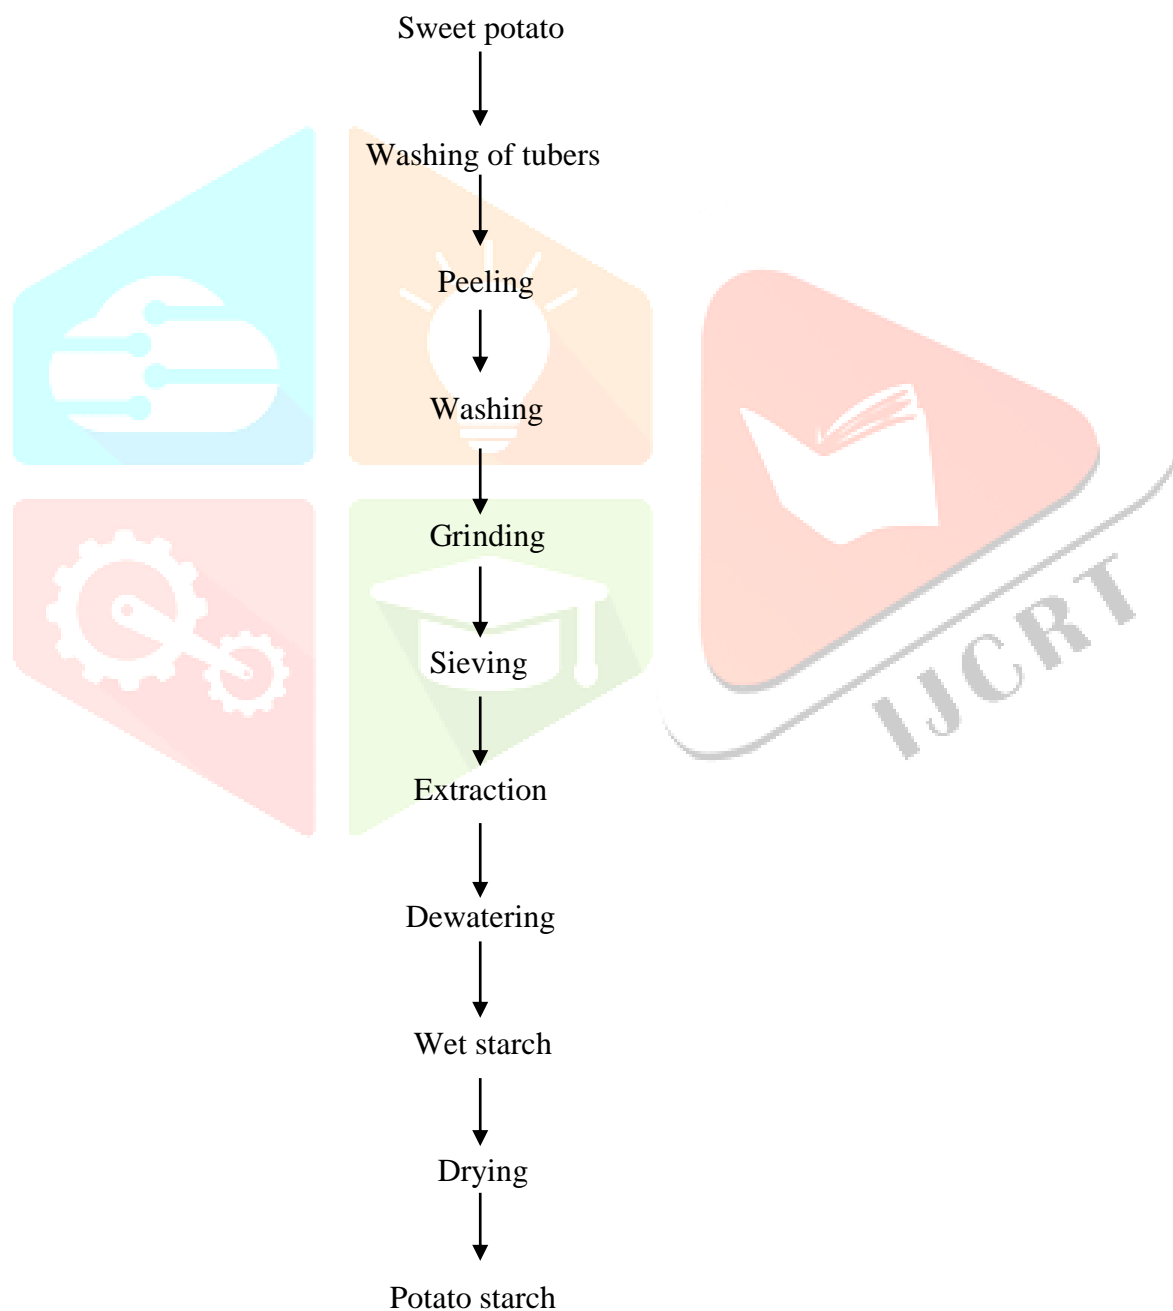 Sweet potato
Washing of tubers
Peeling
Washing
Grinding
Sieving
IJCRT
Extraction
Dewatering
Wet starch
Drying
Potato starch